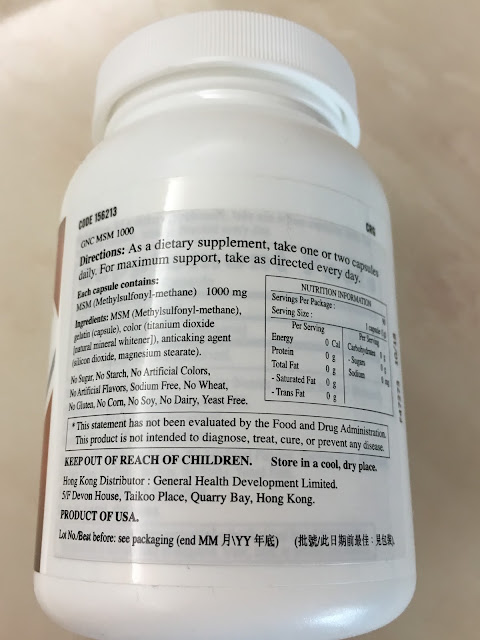 CODE 156213
GNC MSM 1000
Directions: As a dietary supplement, take one or two capsules
daily. For maximum support, take as directed every day.
Each capsule contains:
MSM (Methylsulfonyl-methane) 1000 mg
Ingredients: MSM (Methylsulfonyl-methane),
gelatin (capsule), color (titanium dioxide
[natural mineral whitener]), anticaking agent
(silicon dioxide, magnesium stearate).
No Sugar, No Starch, No Artificial Colors,
No Artificial Flavors, Sodium Free, No Wheat,
No Gluten, No Corn, No Soy, No Dairy, Yeast Free.
NUTRITION INFORMATION
Servings Per Package :
Serving Size :
Per Serving
Energy 0 Cal
Protein 0 g
Total Fat 0 g
- Saturated Fat 0 g
- Trans Fat 0 g
Per Serving
Carbohydrates 0 g
- Sugars 0 g
Sodium 0 mg
* This statement has not been evaluated by the Food and Drug Administration.
This product is not intended to diagnose, treat, cure, or prevent any disease.
KEEP OUT OF REACH OF CHILDREN. Store in a cool, dry place.
Hong Kong Distributor : General Health Development Limited.
5/F Devon House, Taikoo Place, Quarry Bay, Hong Kong.
PRODUCT OF USA.
Lot No./Best before: see packaging (end MM 月\YY 年底) (批號/此日期前最佳：見包裝).